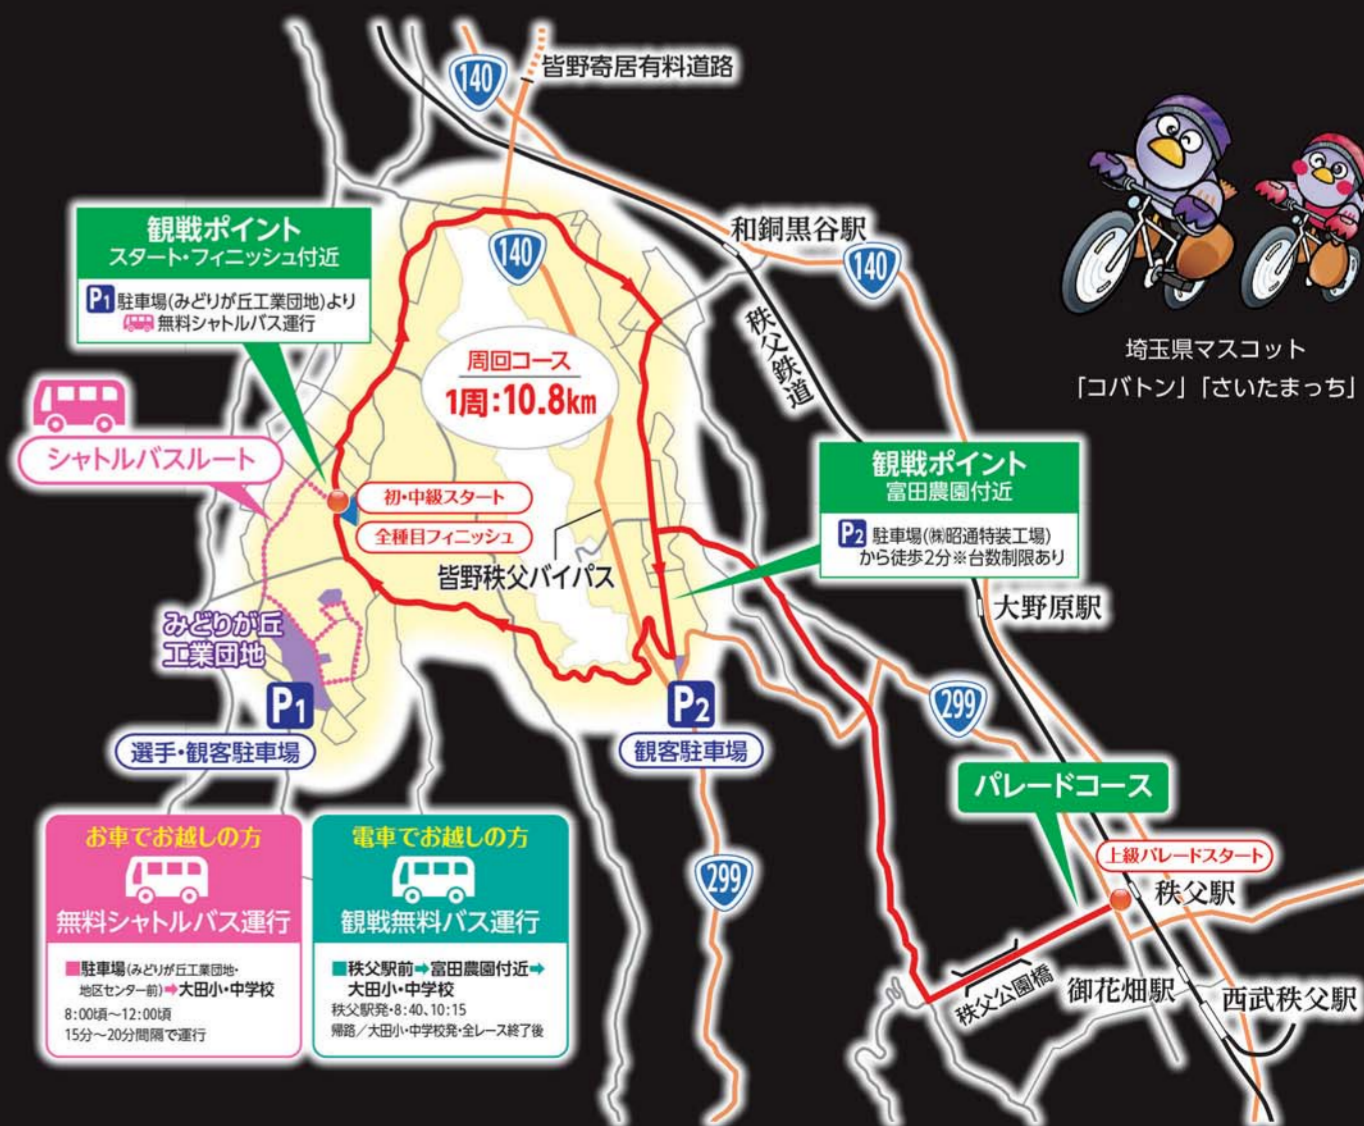 140
皆野寄居有料道路
観戦ポイント
スタート・フィニッシュ付近
P1 駐車場(みどりが丘工業団地)より
無料シャトルバス運行
140
和銅黒谷駅
140
秩父鉄道
埼玉県マスコット
「コバトン」「さいたまっち」
周回コース
1周:10.8km
シャトルバスルート
初・中級スタート
全種目フィニッシュ
皆野秩父バイパス
観戦ポイント
富田農園付近
P2 駐車場(㈱昭通特装工場)
から徒歩2分※台数制限あり
大野原駅
みどりが丘
工業団地
P1
選手・観客駐車場
P2
観客駐車場
299
299
パレードコース
上級パレードスタート
秩父駅
秩父公園橋
御花畑駅
西武秩父駅
お車でお越しの方
無料シャトルバス運行
■駐車場(みどりが丘工業団地・
地区センター前)➡大田小・中学校
8:00頃～12:00頃
15分～20分間隔で運行
電車でお越しの方
観戦無料バス運行
■秩父駅前➡富田農園付近➡
大田小・中学校
秩父駅発・8:40、10:15
帰路／大田小・中学校発・全レース終了後